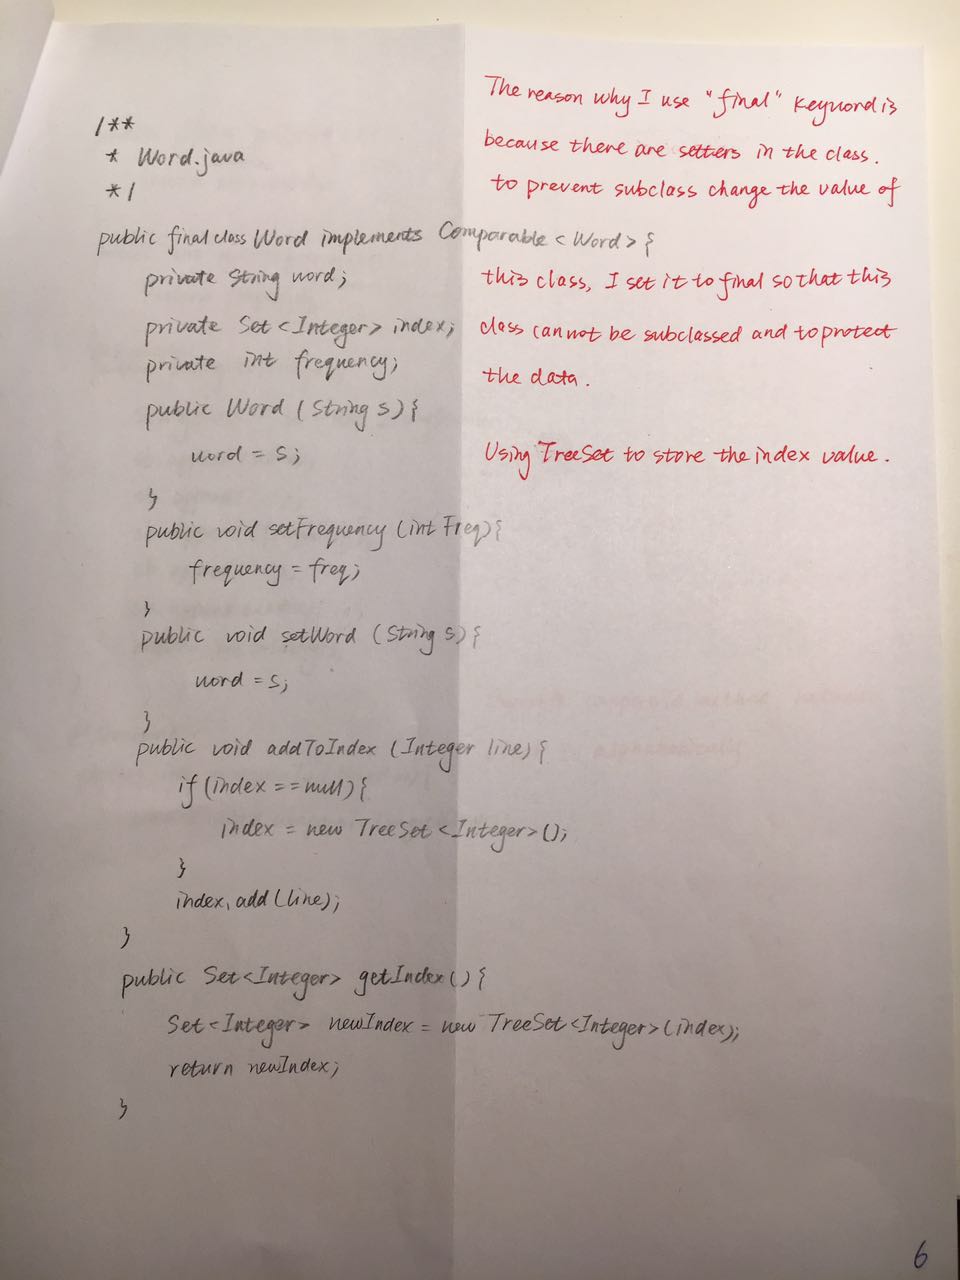 The reason why I use "final" keyword is
because there are setters in the class.
to prevent subclass change the value of
this class, I set it to final so that this
class cannot be subclassed and to protect
the data.
Using TreeSet to store the index value.
/**
* Word.java
*/
public final class Word implements Comparable<Word>{
private String word;
private Set<Integer> index;
private int frequency;
public Word (String s){
word = s;
}
public void setFrequency (int Freq){
frequency = freq;
}
public void setWord (String s){
word = s;
}
public void addToIndex (Integer line){
if (index == null){
index = new TreeSet<Integer>();
}
index.add(line);
}
public Set<Integer> getIndex(){
Set<Integer> newIndex = new TreeSet<Integer>(index);
return newIndex;
}
6